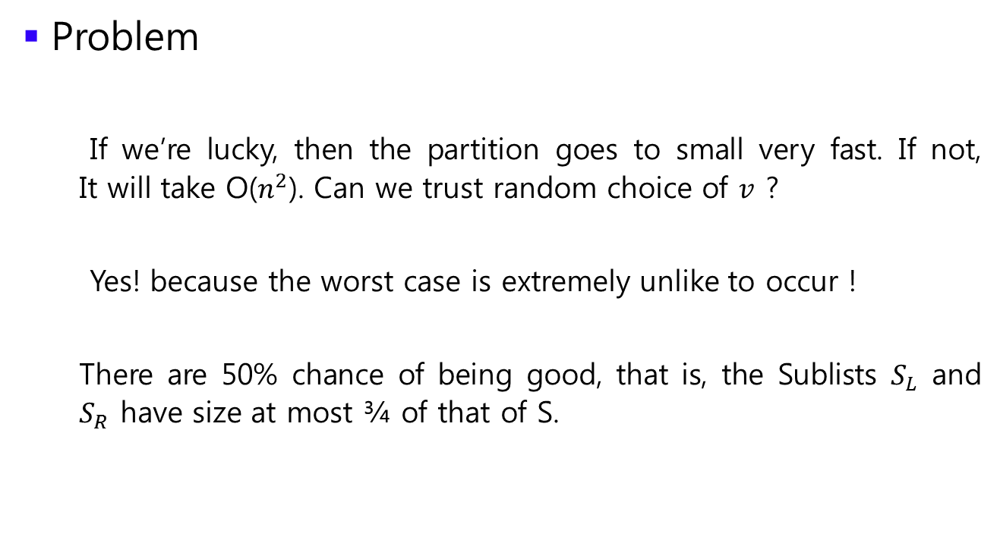 Problem
If we’re lucky, then the partition goes to small very fast. If not,
It will take O(𝑛²). Can we trust random choice of 𝑣 ?
Yes! because the worst case is extremely unlike to occur !
There are 50% chance of being good, that is, the Sublists 𝑆_𝐿 and
𝑆_𝑅 have size at most ¾ of that of S.